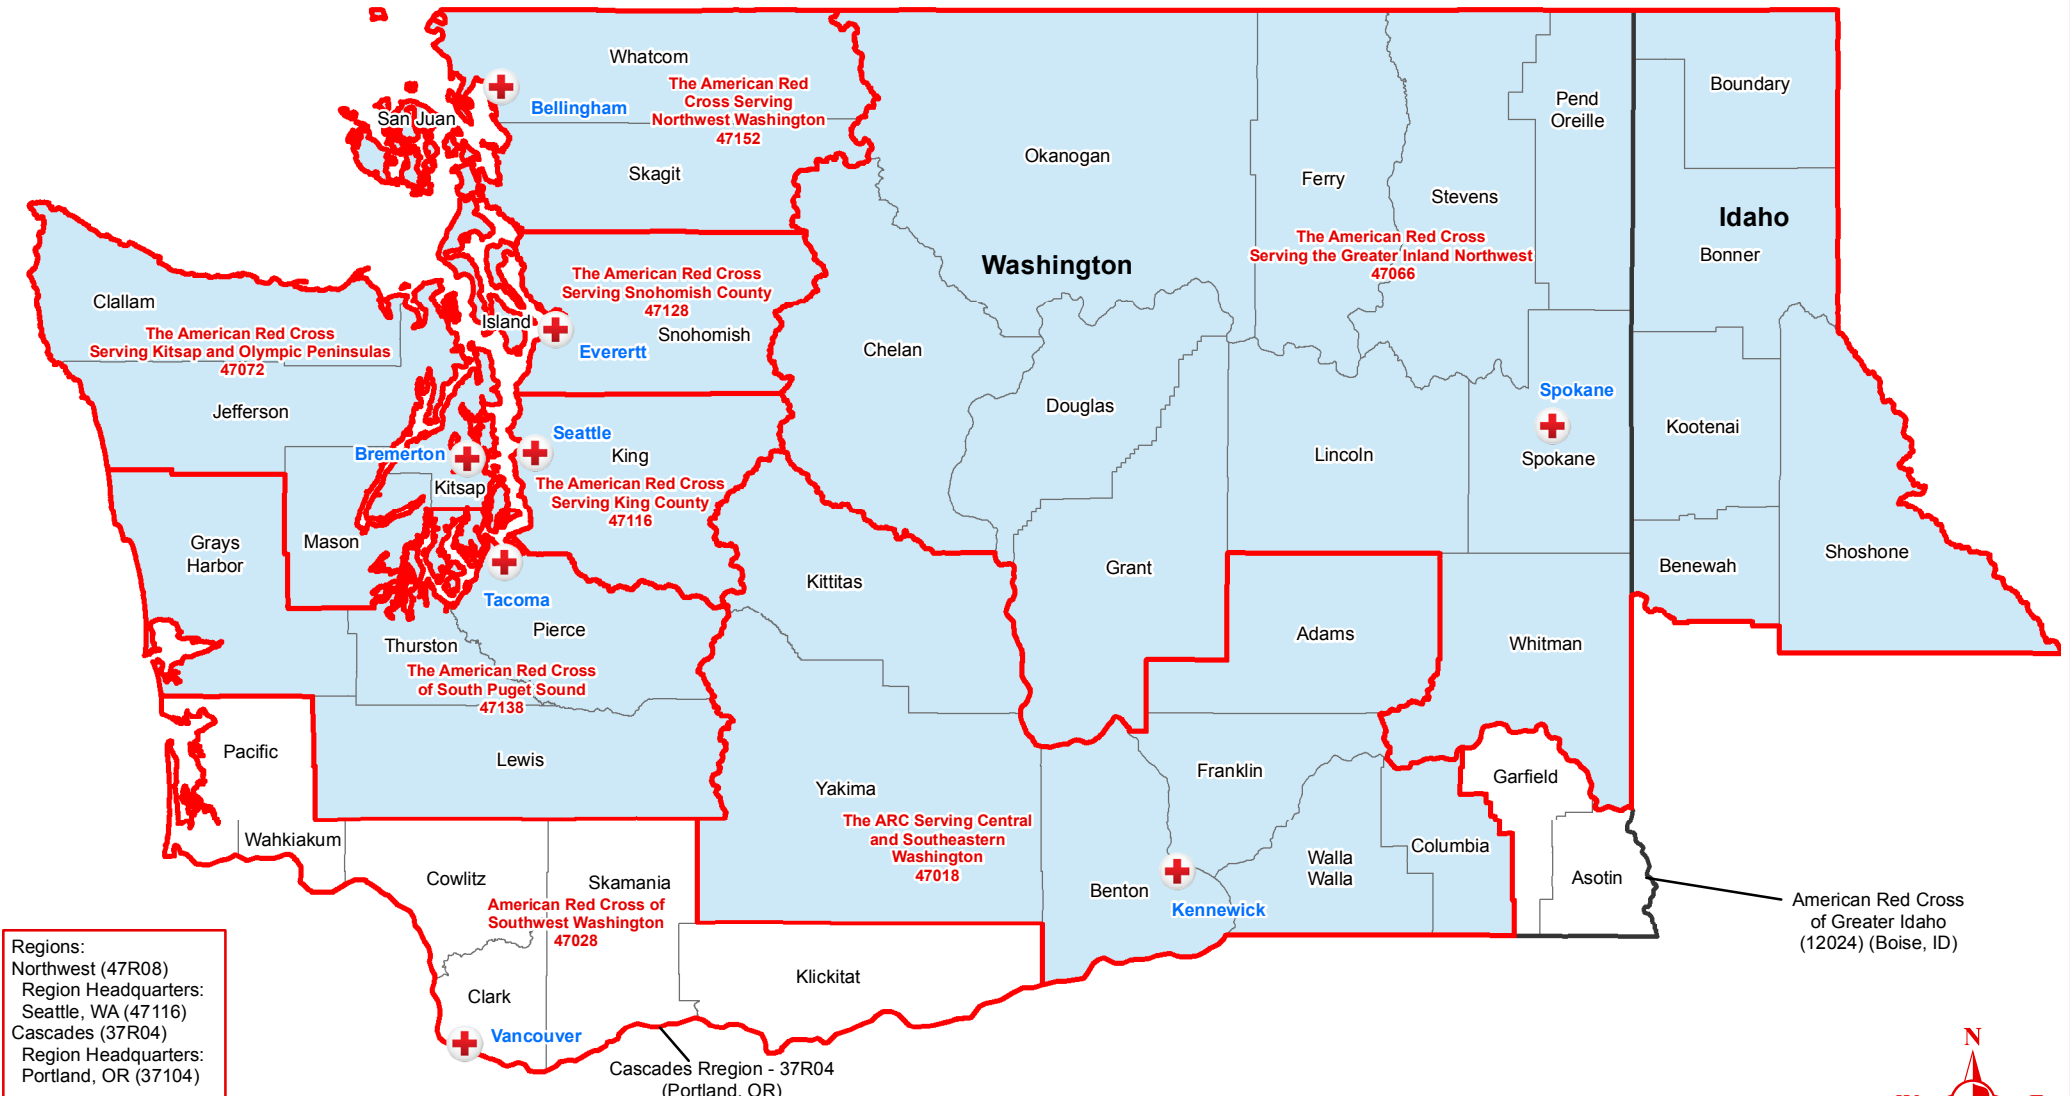 Whatcom
The American Red
Cross Serving
Northwest Washington
47152
Bellingham
San Juan
Skagit
Okanogan
Ferry
Stevens
Pend
Oreille
Boundary
Idaho
Bonner
Washington
The American Red Cross
Serving the Greater Inland Northwest
47066
The American Red Cross
Serving Snohomish County
47128
Snohomish
Island
Everertt
Clallam
The American Red Cross
Serving Kitsap and Olympic Peninsulas
47072
Jefferson
Chelan
Douglas
Spokane
Spokane
Lincoln
Kootenai
Seattle
King
The American Red Cross
Serving King County
47116
Bremerton
Kitsap
Grays
Harbor
Mason
Tacoma
Pierce
Thurston
The American Red Cross
of South Puget Sound
47138
Kittitas
Grant
Adams
Whitman
Benewah
Shoshone
Pacific
Lewis
Yakima
The ARC Serving Central
and Southeastern
Washington
47018
Franklin
Garfield
Wahkiakum
Cowlitz
Skamania
American Red Cross of
Southwest Washington
47028
Benton
Kennewick
Walla
Walla
Columbia
Asotin
American Red Cross
of Greater Idaho
(12024) (Boise, ID)
Klickitat
Clark
Vancouver
Cascades Rregion - 37R04
(Portland, OR)
Regions:
Northwest (47R08)
Region Headquarters:
Seattle, WA (47116)
Cascades (37R04)
Region Headquarters:
Portland, OR (37104)
N